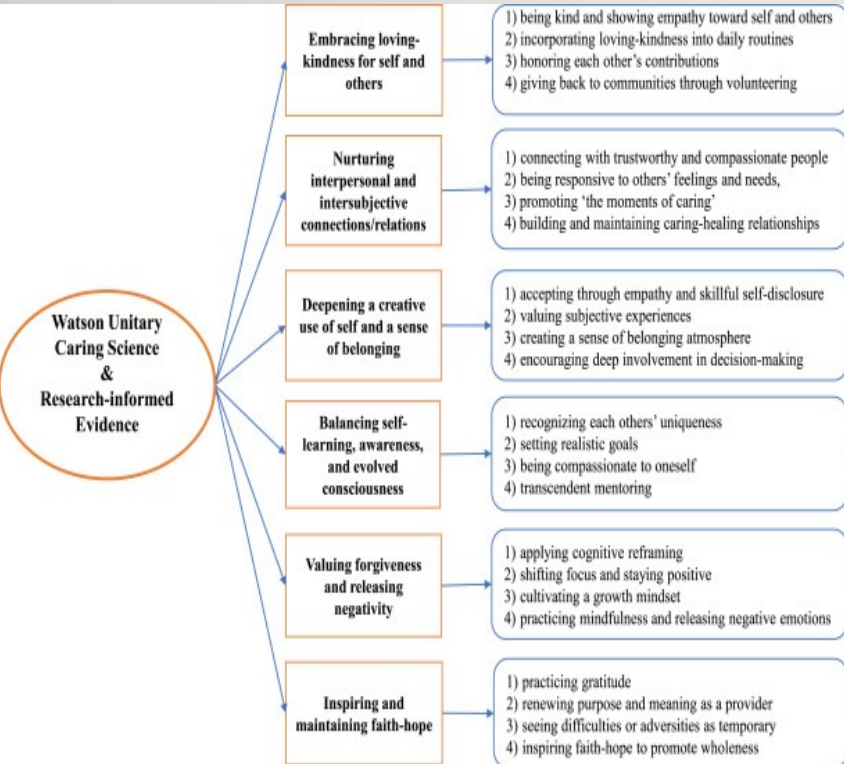 Watson Unitary
Caring Science
&
Research-informed
Evidence
Embracing loving-
kindness for self and
others
1) being kind and showing empathy toward self and others
2) incorporating loving-kindness into daily routines
3) honoring each other’s contributions
4) giving back to communities through volunteering
Nurturing
interpersonal and
intersubjective
connections/relations
1) connecting with trustworthy and compassionate people
2) being responsive to others’ feelings and needs,
3) promoting ‘the moments of caring’
4) building and maintaining caring-healing relationships
Deepening a creative
use of self and a sense
of belonging
1) accepting through empathy and skillful self-disclosure
2) valuing subjective experiences
3) creating a sense of belonging atmosphere
4) encouraging deep involvement in decision-making
Balancing self-
learning, awareness,
and evolved
consciousness
1) recognizing each others’ uniqueness
2) setting realistic goals
3) being compassionate to oneself
4) transcendent mentoring
Valuing forgiveness
and releasing
negativity
1) applying cognitive reframing
2) shifting focus and staying positive
3) cultivating a growth mindset
4) practicing mindfulness and releasing negative emotions
Inspiring and
maintaining faith-hope
1) practicing gratitude
2) renewing purpose and meaning as a provider
3) seeing difficulties or adversities as temporary
4) inspiring faith-hope to promote wholeness